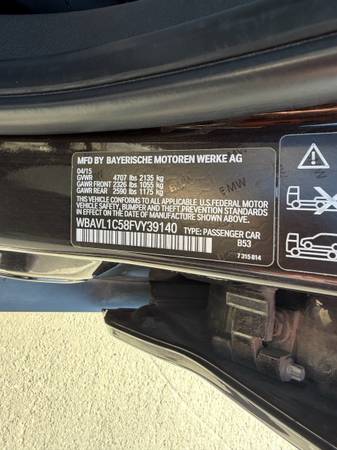 MFD BY BAYERISCHE MOTOREN WERKE AG
04/15
GVWR 4707 lbs 2135 kg
GAWR FRONT 2326 lbs 1055 kg
GAWR REAR 2590 lbs 1175 kg
THIS VEHICLE CONFORMS TO ALL APPLICABLE U.S. FEDERAL MOTOR
VEHICLE SAFETY, BUMPER, AND THEFT PREVENTION STANDARDS IN
EFFECT ON THE DATE OF MANUFACTURE SHOWN ABOVE.
WBAVL1C58FVY39140 TYPE: PASSENGER CAR
B53
7 315 814